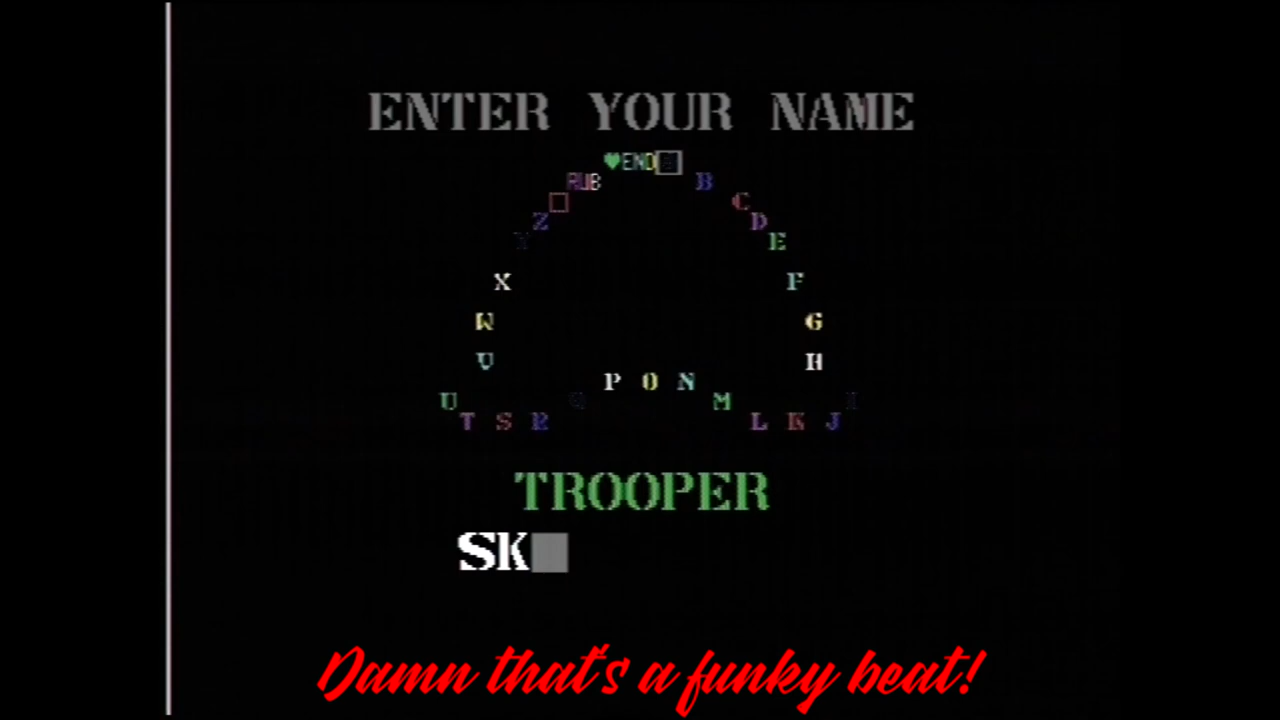 ENTER YOUR NAME
♥END A B
RUB
C
Z D
Y E
X F
W G
V H
P O N
U Q M I
T S R L K J
TROOPER
SK
Damn that's a funky beat!